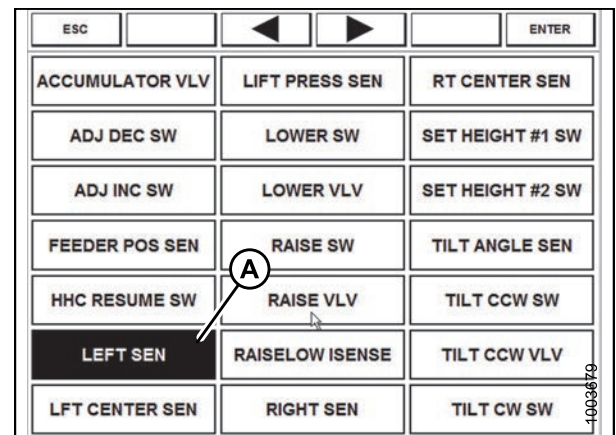 ESC ENTER
ACCUMULATOR VLV LIFT PRESS SEN RT CENTER SEN
ADJ DEC SW LOWER SW SET HEIGHT #1 SW
ADJ INC SW LOWER VLV SET HEIGHT #2 SW
FEEDER POS SEN RAISE SW TILT ANGLE SEN
A
HHC RESUME SW RAISE VLV TILT CCW SW
LEFT SEN RAISELOW ISENSE TILT CCW VLV
LFT CENTER SEN RIGHT SEN TILT CW SW
1003679